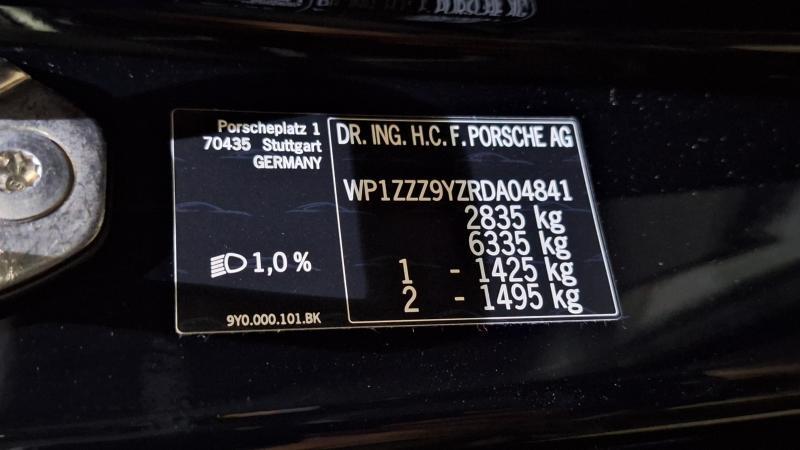 Porscheplatz 1
70435 Stuttgart
GERMANY
1,0 %
9Y0.000.101.BK
DR. ING. H.C. F. PORSCHE AG
WP1ZZZ9YZRDA04841
2835 kg
6335 kg
1 - 1425 kg
2 - 1495 kg